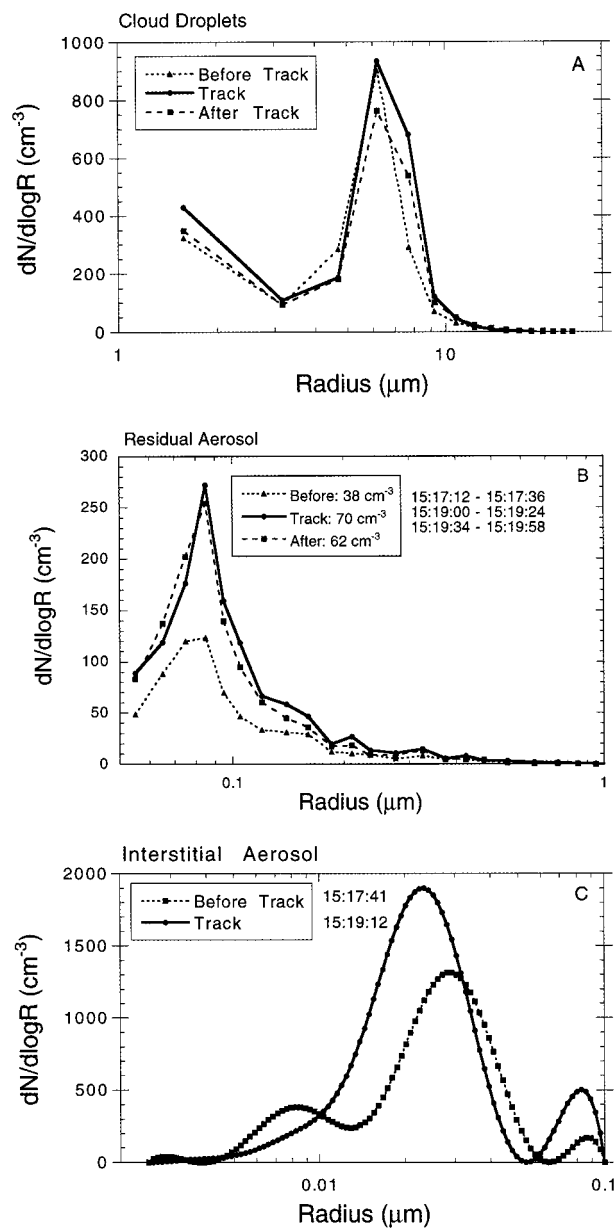 Cloud Droplets
A
Before Track
Track
After Track
dN/dlogR (cm-3)
1000
800
600
400
200
0
1
10
Radius (μm)
Residual Aerosol
B
Before: 38 cm-3 15:17:12 - 15:17:36
Track: 70 cm-3 15:19:00 - 15:19:24
After: 62 cm-3 15:19:34 - 15:19:58
dN/dlogR (cm-3)
300
250
200
150
100
50
0
0.1
1
Radius (μm)
Interstitial Aerosol
C
Before Track 15:17:41
Track 15:19:12
dN/dlogR (cm-3)
2000
1500
1000
500
0
0.01
0.1
Radius (μm)